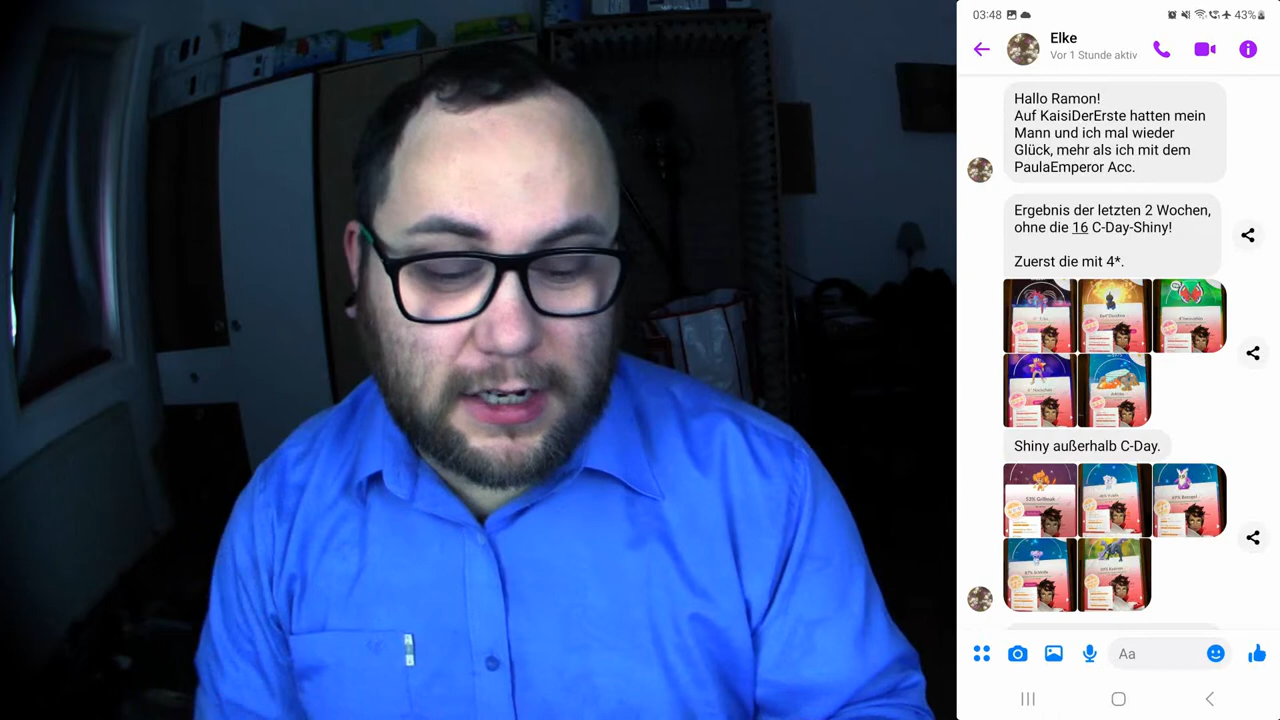 03:48
43%
Elke
Vor 1 Stunde aktiv
Hallo Ramon!
Auf KaisiDerErste hatten mein
Mann und ich mal wieder
Glück, mehr als ich mit dem
PaulaEmperor Acc.
Ergebnis der letzten 2 Wochen,
ohne die 16 C-Day-Shiny!
Zuerst die mit 4*.
Shiny außerhalb C-Day.
Aa